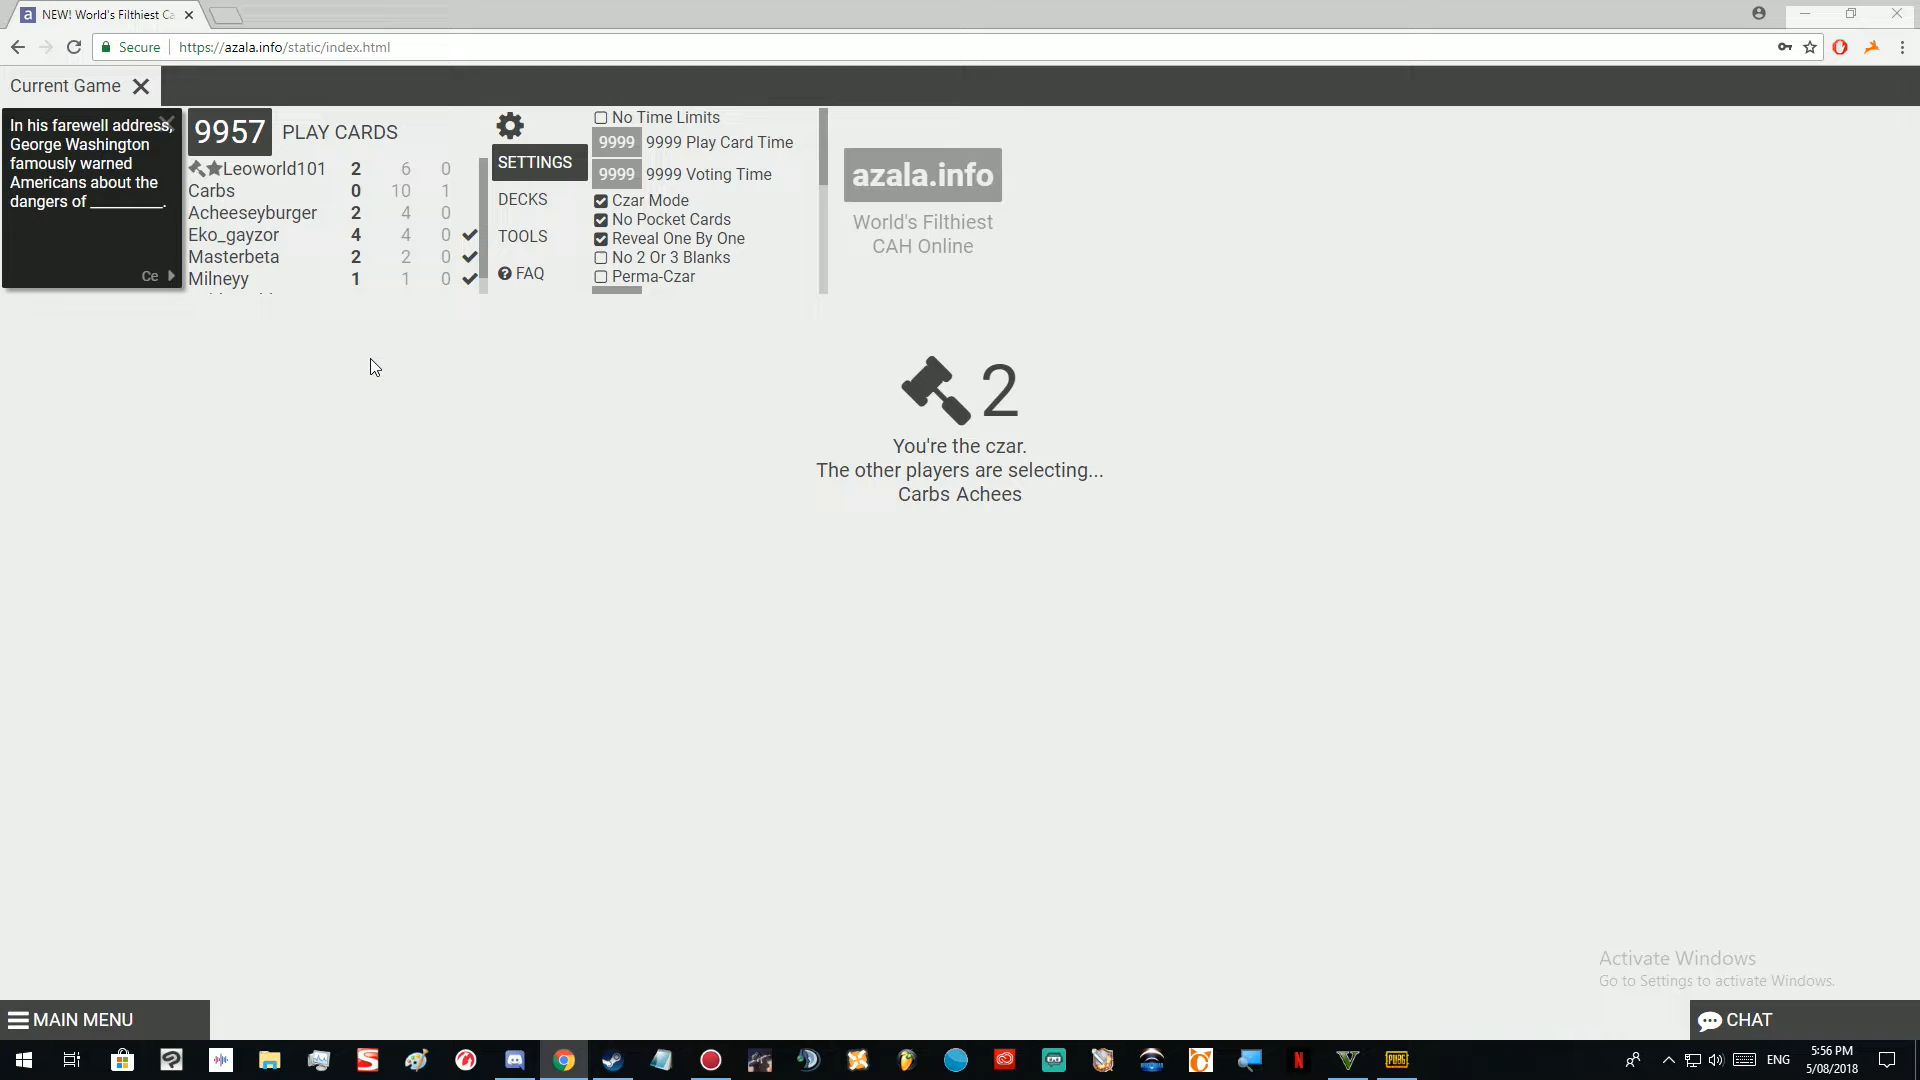 NEW! World's Filthiest Ca
Secure https://azala.info/static/index.html
Current Game
In his farewell address,
George Washington
famously warned
Americans about the
dangers of ________.
Ce
9957 PLAY CARDS
Leoworld101 2 6 0
Carbs 0 10 1
Acheeseyburger 2 4 0
Eko_gayzor 4 4 0
Masterbeta 2 2 0
Milneyy 1 1 0
SETTINGS
DECKS
TOOLS
FAQ
No Time Limits
9999 9999 Play Card Time
9999 9999 Voting Time
Czar Mode
No Pocket Cards
Reveal One By One
No 2 Or 3 Blanks
Perma-Czar
azala.info
World's Filthiest
CAH Online
2
You're the czar.
The other players are selecting...
Carbs Achees
Activate Windows
Go to Settings to activate Windows.
MAIN MENU
CHAT
ENG
5:56 PM
5/08/2018